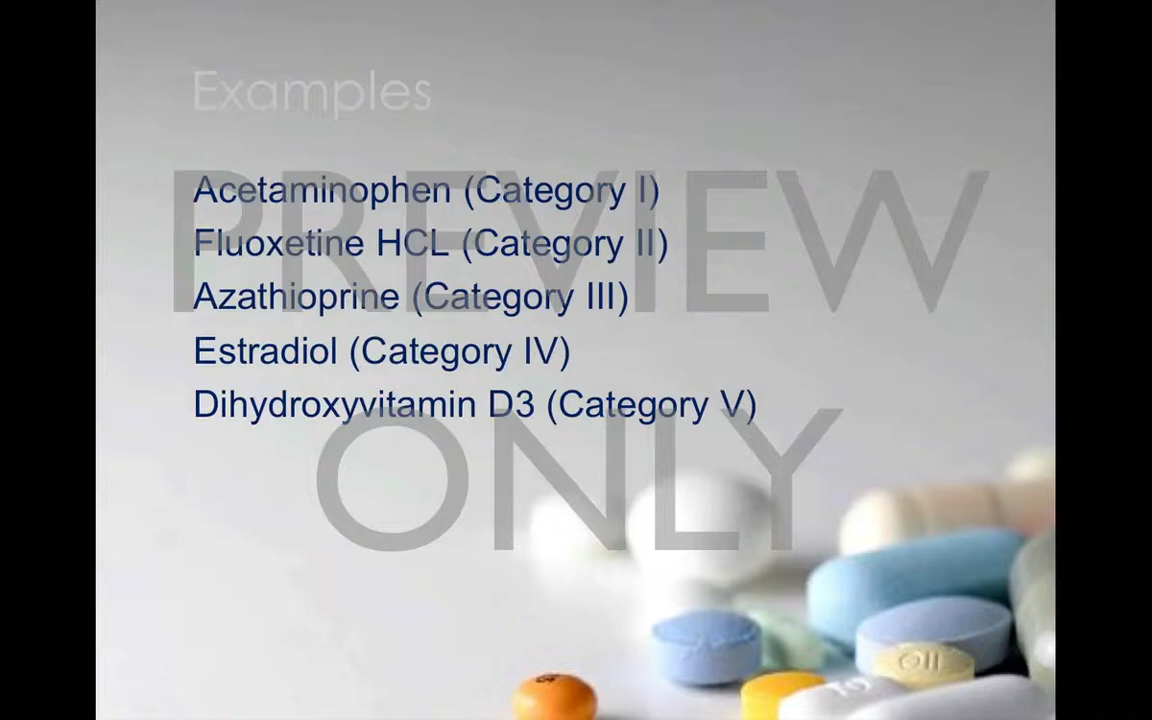 Examples
Acetaminophen (Category I)
Fluoxetine HCL (Category II)
Azathioprine (Category III)
Estradiol (Category IV)
Dihydroxyvitamin D3 (Category V)
PREVIEW
ONLY